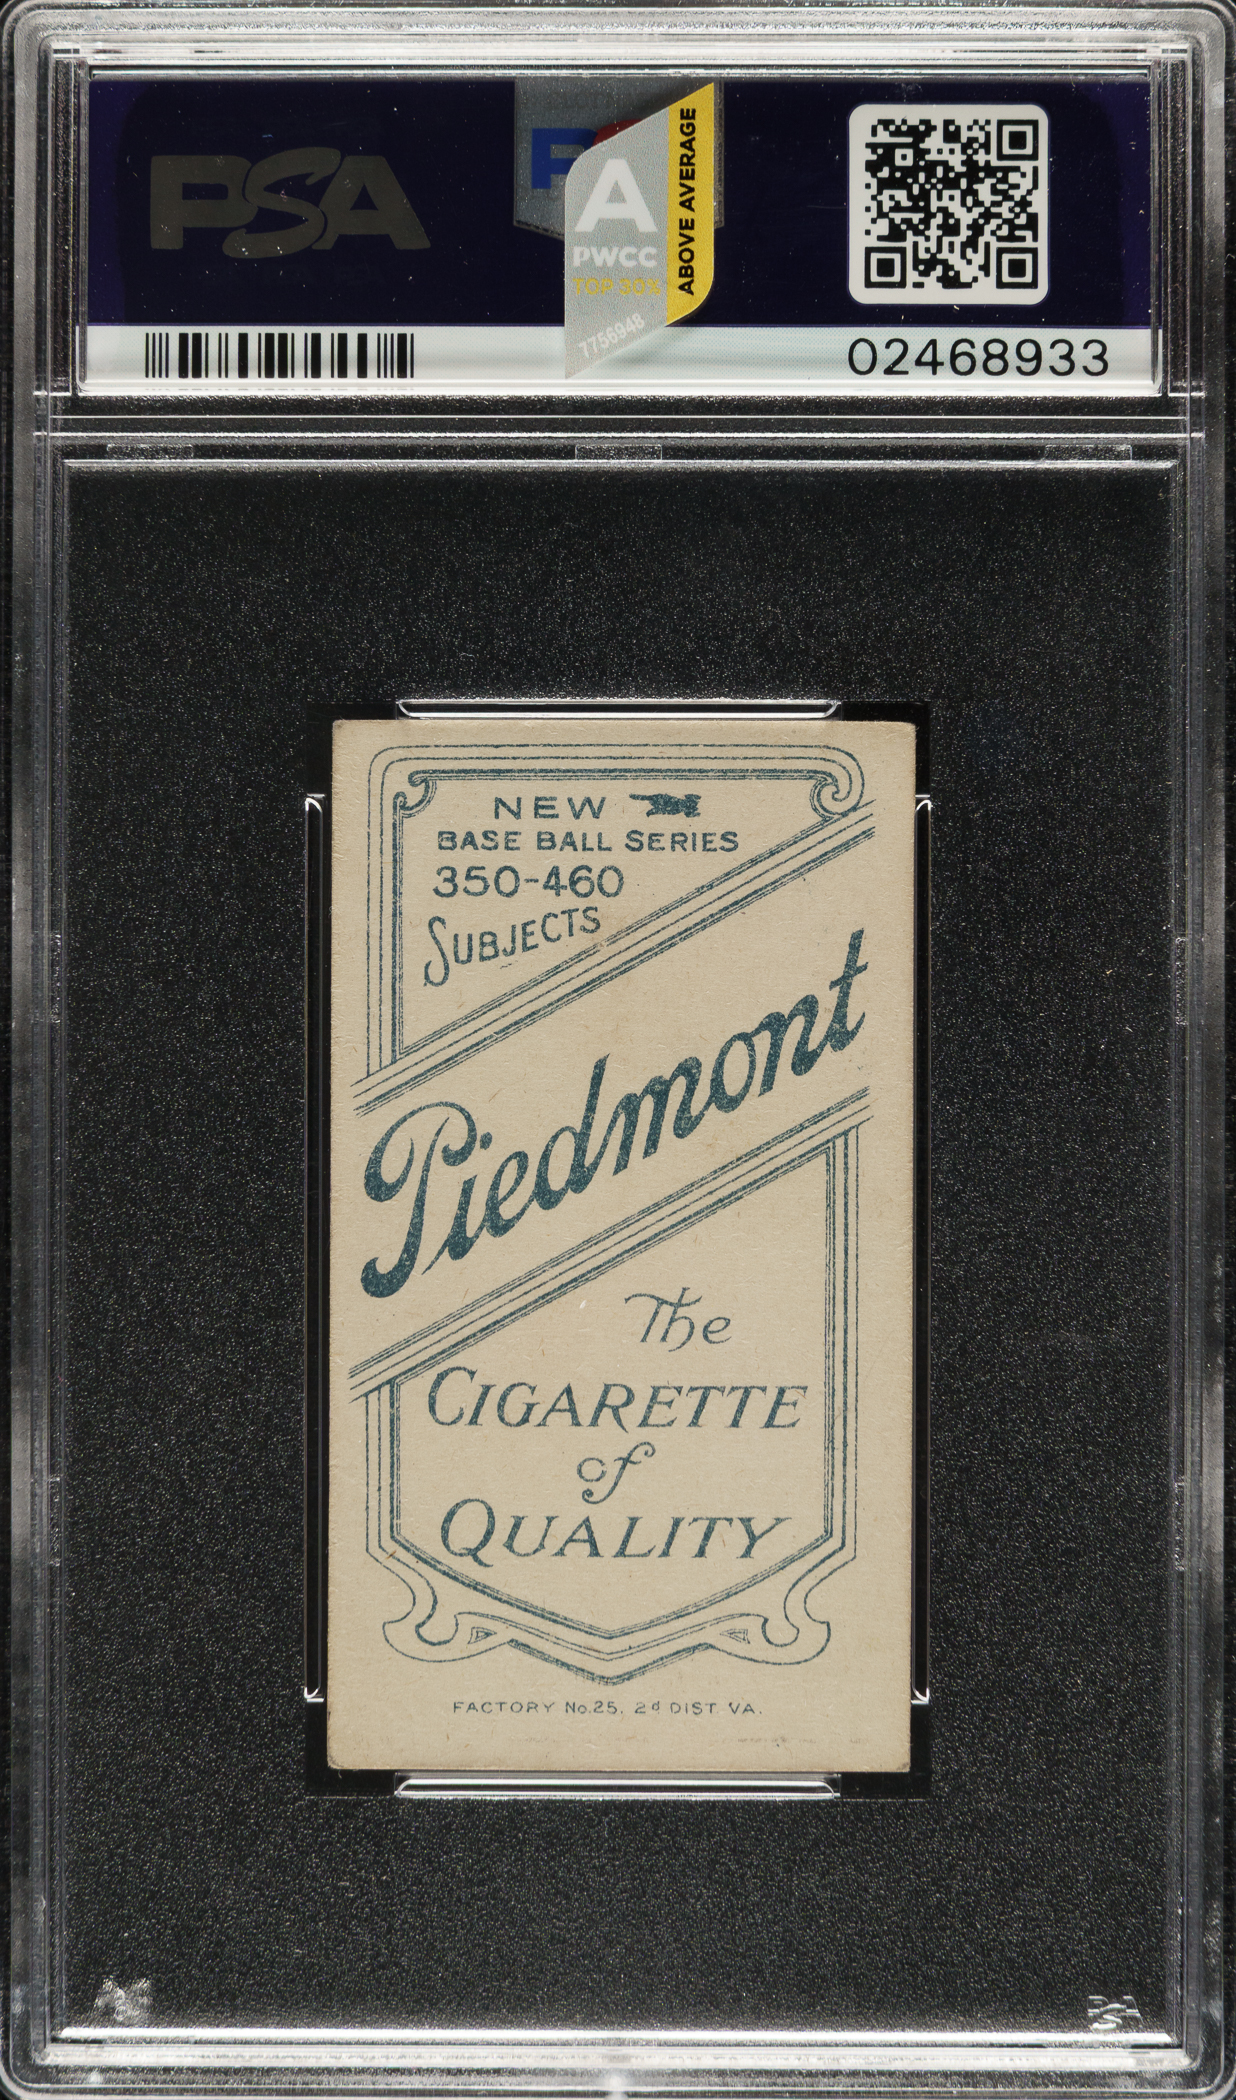 PSA
A
PWCC
TOP 30%
7756948
ABOVE AVERAGE
02468933
NEW
BASE BALL SERIES
350-460
SUBJECTS
Piedmont
The
CIGARETTE
of
QUALITY
FACTORY No.25. 2d DIST. VA.
PSA